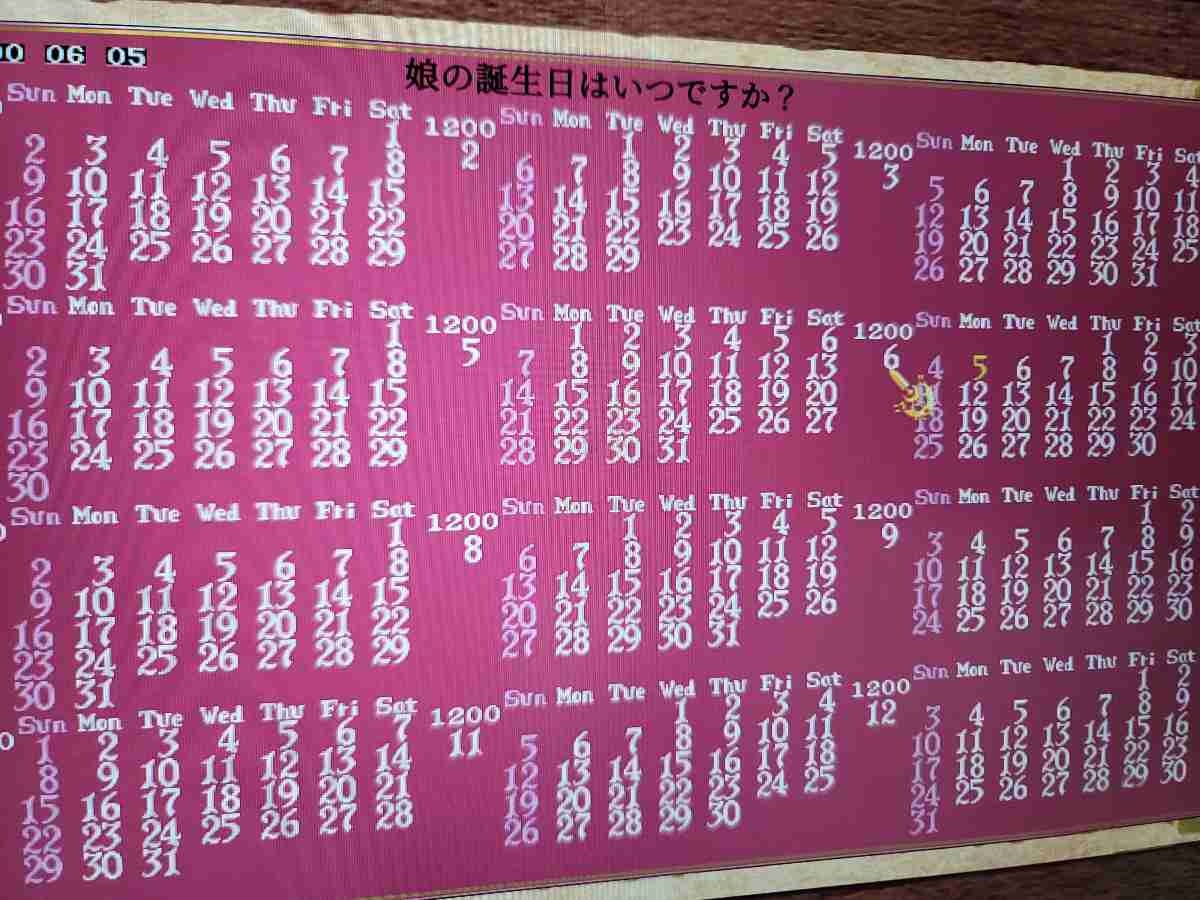 00 06 05
娘の誕生日はいつですか？
Sun Mon Tue Wed Thu Fri Sat
1
2 3 4 5 6 7 8
9 10 11 12 13 14 15
16 17 18 19 20 21 22
23 24 25 26 27 28 29
30 31
1200
2
Sun Mon Tue Wed Thu Fri Sat
1 2 3 4 5
6 7 8 9 10 11 12
13 14 15 16 17 18 19
20 21 22 23 24 25 26
27 28 29
1200
3
Sun Mon Tue Wed Thu Fri Sat
1 2 3 4
5 6 7 8 9 10 11
12 13 14 15 16 17 18
19 20 21 22 23 24 25
26 27 28 29 30 31
Sun Mon Tue Wed Thu Fri Sat
1
2 3 4 5 6 7 8
9 10 11 12 13 14 15
16 17 18 19 20 21 22
23 24 25 26 27 28 29
30
1200
5
Sun Mon Tue Wed Thu Fri Sat
1 2 3 4 5 6
7 8 9 10 11 12 13
14 15 16 17 18 19 20
21 22 23 24 25 26 27
28 29 30 31
1200
6
Sun Mon Tue Wed Thu Fri Sat
1 2 3
4 5 6 7 8 9 10
12 13 14 15 16 17
18 19 20 21 22 23 24
25 26 27 28 29 30
Sun Mon Tue Wed Thu Fri Sat
1
2 3 4 5 6 7 8
9 10 11 12 13 14 15
16 17 18 19 20 21 22
23 24 25 26 27 28 29
30 31
1200
8
Sun Mon Tue Wed Thu Fri Sat
1 2 3 4 5
6 7 8 9 10 11 12
13 14 15 16 17 18 19
20 21 22 23 24 25 26
27 28 29 30 31
1200
9
Sun Mon Tue Wed Thu Fri Sat
1 2
3 4 5 6 7 8 9
10 11 12 13 14 15 16
17 18 19 20 21 22 23
24 25 26 27 28 29 30
Sun Mon Tue Wed Thu Fri Sat
1 2 3 4 5 6 7
8 9 10 11 12 13 14
15 16 17 18 19 20 21
22 23 24 25 26 27 28
29 30 31
1200
11
Sun Mon Tue Wed Thu Fri Sat
1 2 3 4
5 6 7 8 9 10 11
12 13 14 15 16 17 18
19 20 21 22 23 24 25
26 27 28 29 30
1200
12
Sun Mon Tue Wed Thu Fri Sat
1 2
3 4 5 6 7 8 9
10 11 12 13 14 15 16
17 18 19 20 21 22 23
24 25 26 27 28 29 30
31